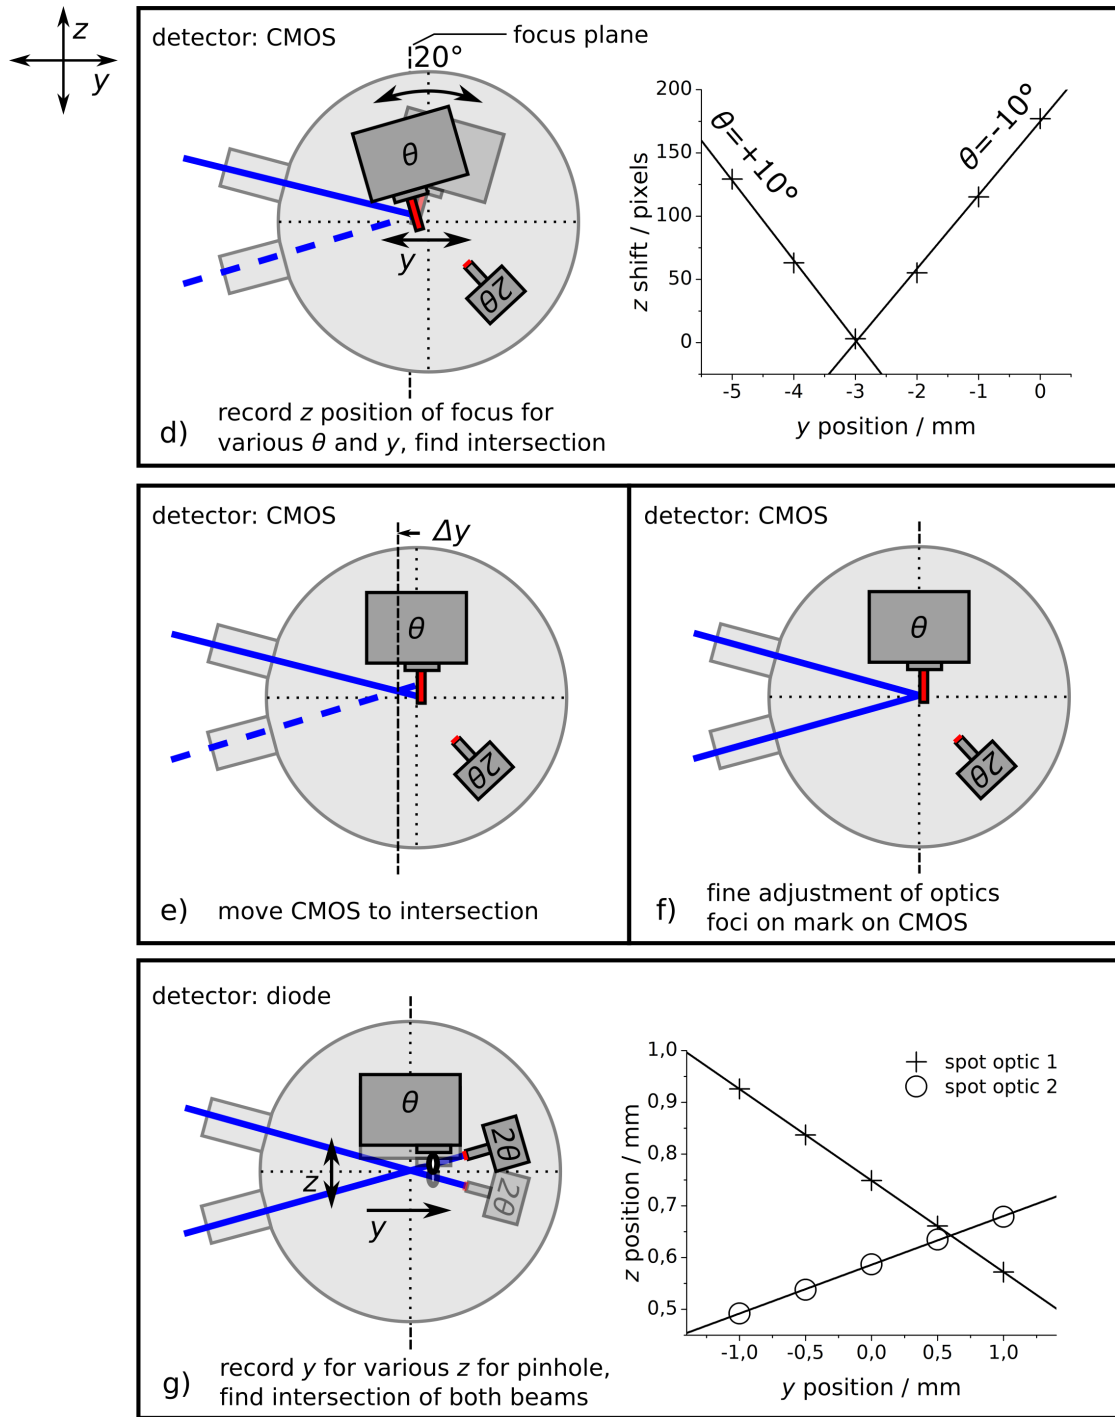 z
y
detector: CMOS
focus plane
20°
θ
y
2θ
d) record z position of focus for
various θ and y, find intersection
θ=+10°
θ=-10°
z shift / pixels
200
150
100
50
0
-5 -4 -3 -2 -1 0
y position / mm
detector: CMOS
Δy
θ
2θ
e) move CMOS to intersection
detector: CMOS
θ
2θ
f) fine adjustment of optics
foci on mark on CMOS
detector: diode
θ
2θ
2θ
z
y
g) record y for various z for pinhole,
find intersection of both beams
spot optic 1
spot optic 2
z position / mm
1,0
0,9
0,8
0,7
0,6
0,5
-1,0 -0,5 0,0 0,5 1,0
y position / mm